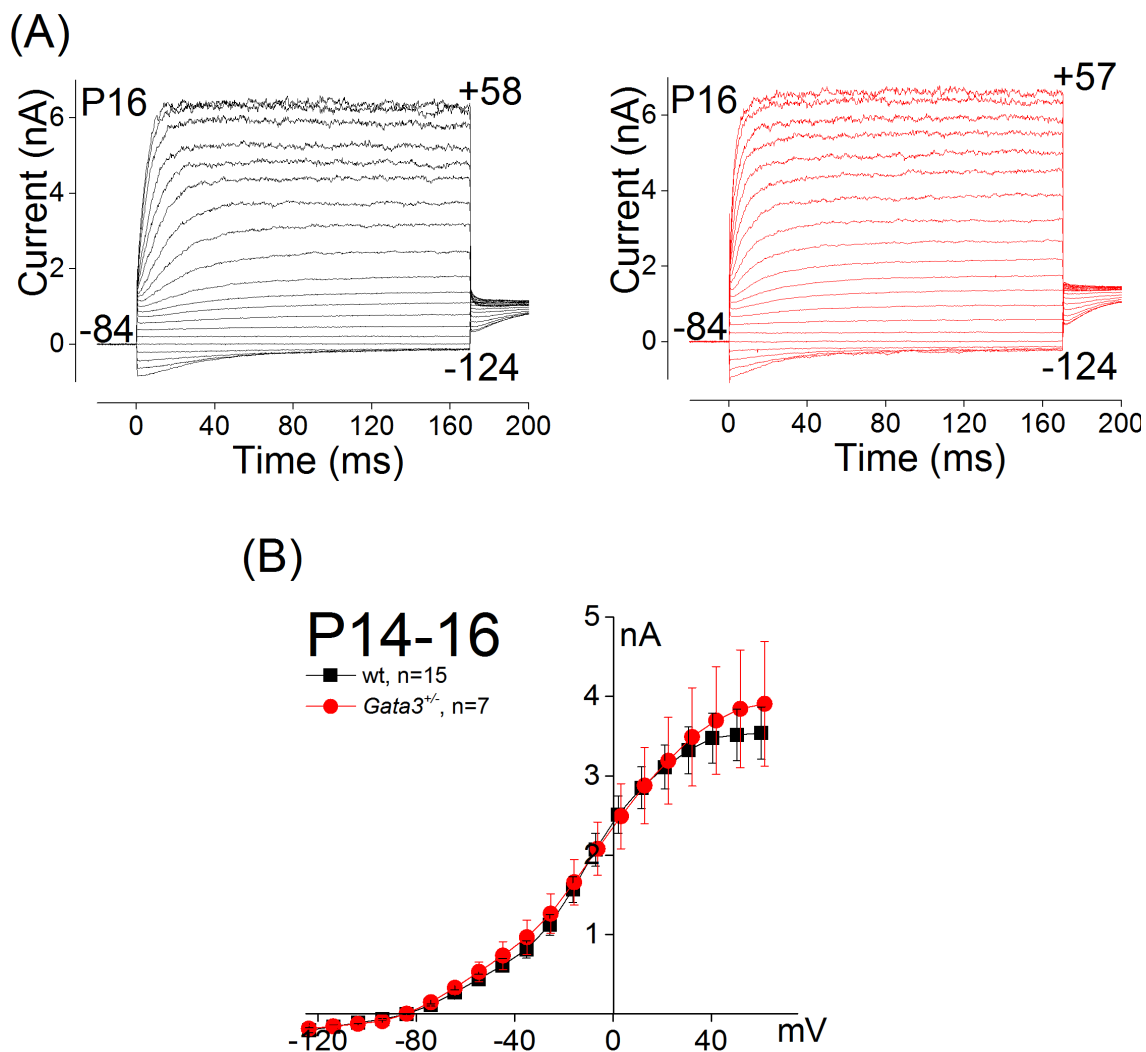 (A)
P16
+58
Current (nA)
6
4
2
0
-84
-124
0 40 80 120 160 200
Time (ms)
P16
+57
Current (nA)
6
4
2
0
-84
-124
0 40 80 120 160 200
Time (ms)
(B)
P14-16
wt, n=15
Gata3+/-, n=7
5
nA
4
3
2
1
-120 -80 -40 0 40 mV